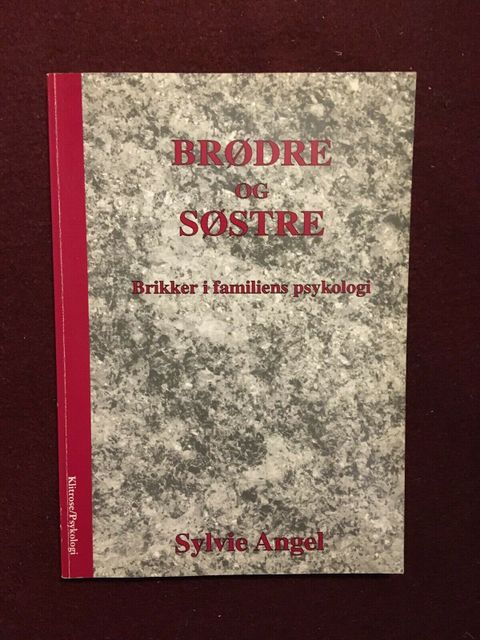 BRØDRE
OG
SØSTRE
Brikker i familiens psykologi
Sylvie Angel
Klitrose/Psykologi